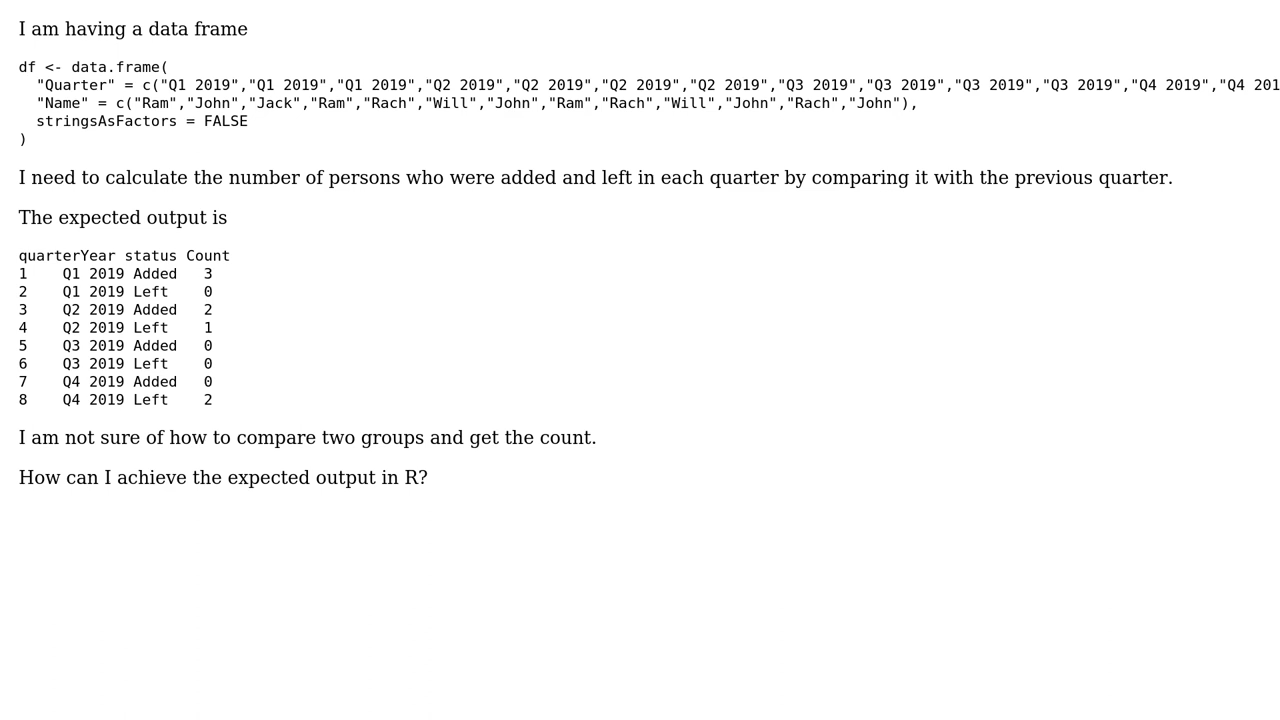 I am having a data frame
df <- data.frame(
"Quarter" = c("Q1 2019","Q1 2019","Q1 2019","Q2 2019","Q2 2019","Q2 2019","Q2 2019","Q3 2019","Q3 2019","Q3 2019","Q3 2019","Q4 2019","Q4 201
"Name" = c("Ram","John","Jack","Ram","Rach","Will","John","Ram","Rach","Will","John","Rach","John"),
stringsAsFactors = FALSE
)
I need to calculate the number of persons who were added and left in each quarter by comparing it with the previous quarter.
The expected output is
quarterYear status Count
1 Q1 2019 Added 3
2 Q1 2019 Left 0
3 Q2 2019 Added 2
4 Q2 2019 Left 1
5 Q3 2019 Added 0
6 Q3 2019 Left 0
7 Q4 2019 Added 0
8 Q4 2019 Left 2
I am not sure of how to compare two groups and get the count.
How can I achieve the expected output in R?